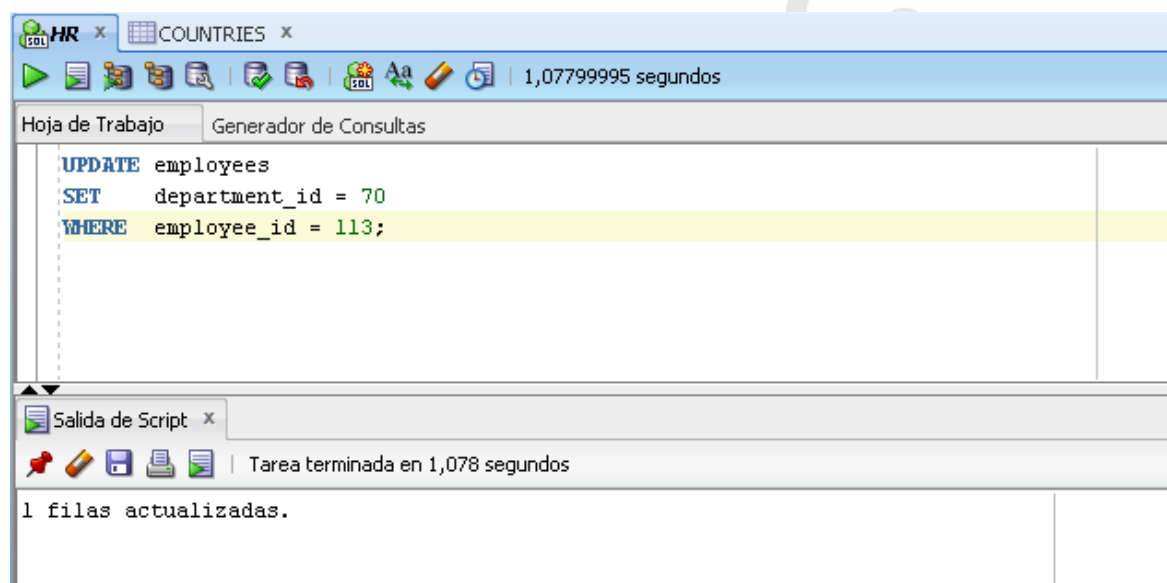 HR x COUNTRIES x
1,07799995 segundos
Hoja de Trabajo Generador de Consultas
UPDATE employees
SET department_id = 70
WHERE employee_id = 113;
Salida de Script x
Tarea terminada en 1,078 segundos
1 filas actualizadas.